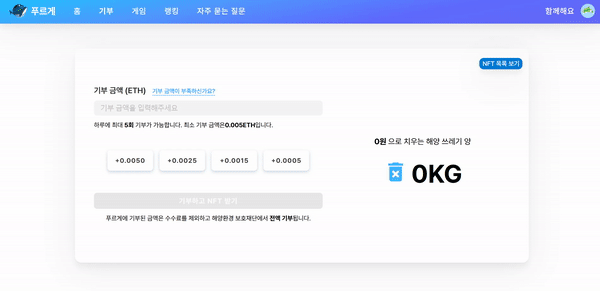 푸르게 홈 기부 게임 랭킹 자주 묻는 질문 함께해요
NFT 목록 보기
기부 금액 (ETH) 기부 금액이 부족하신가요?
기부 금액을 입력해주세요
하루에 최대 5회 기부가 가능합니다. 최소 기부 금액은0.005ETH입니다.
0원 으로 치우는 해양 쓰레기 양
+0.0050 +0.0025 +0.0015 +0.0005
0KG
기부하고 NFT 받기
푸르게에 기부된 금액은 수수료를 제외하고 해양환경 보호재단에서 전액 기부됩니다.